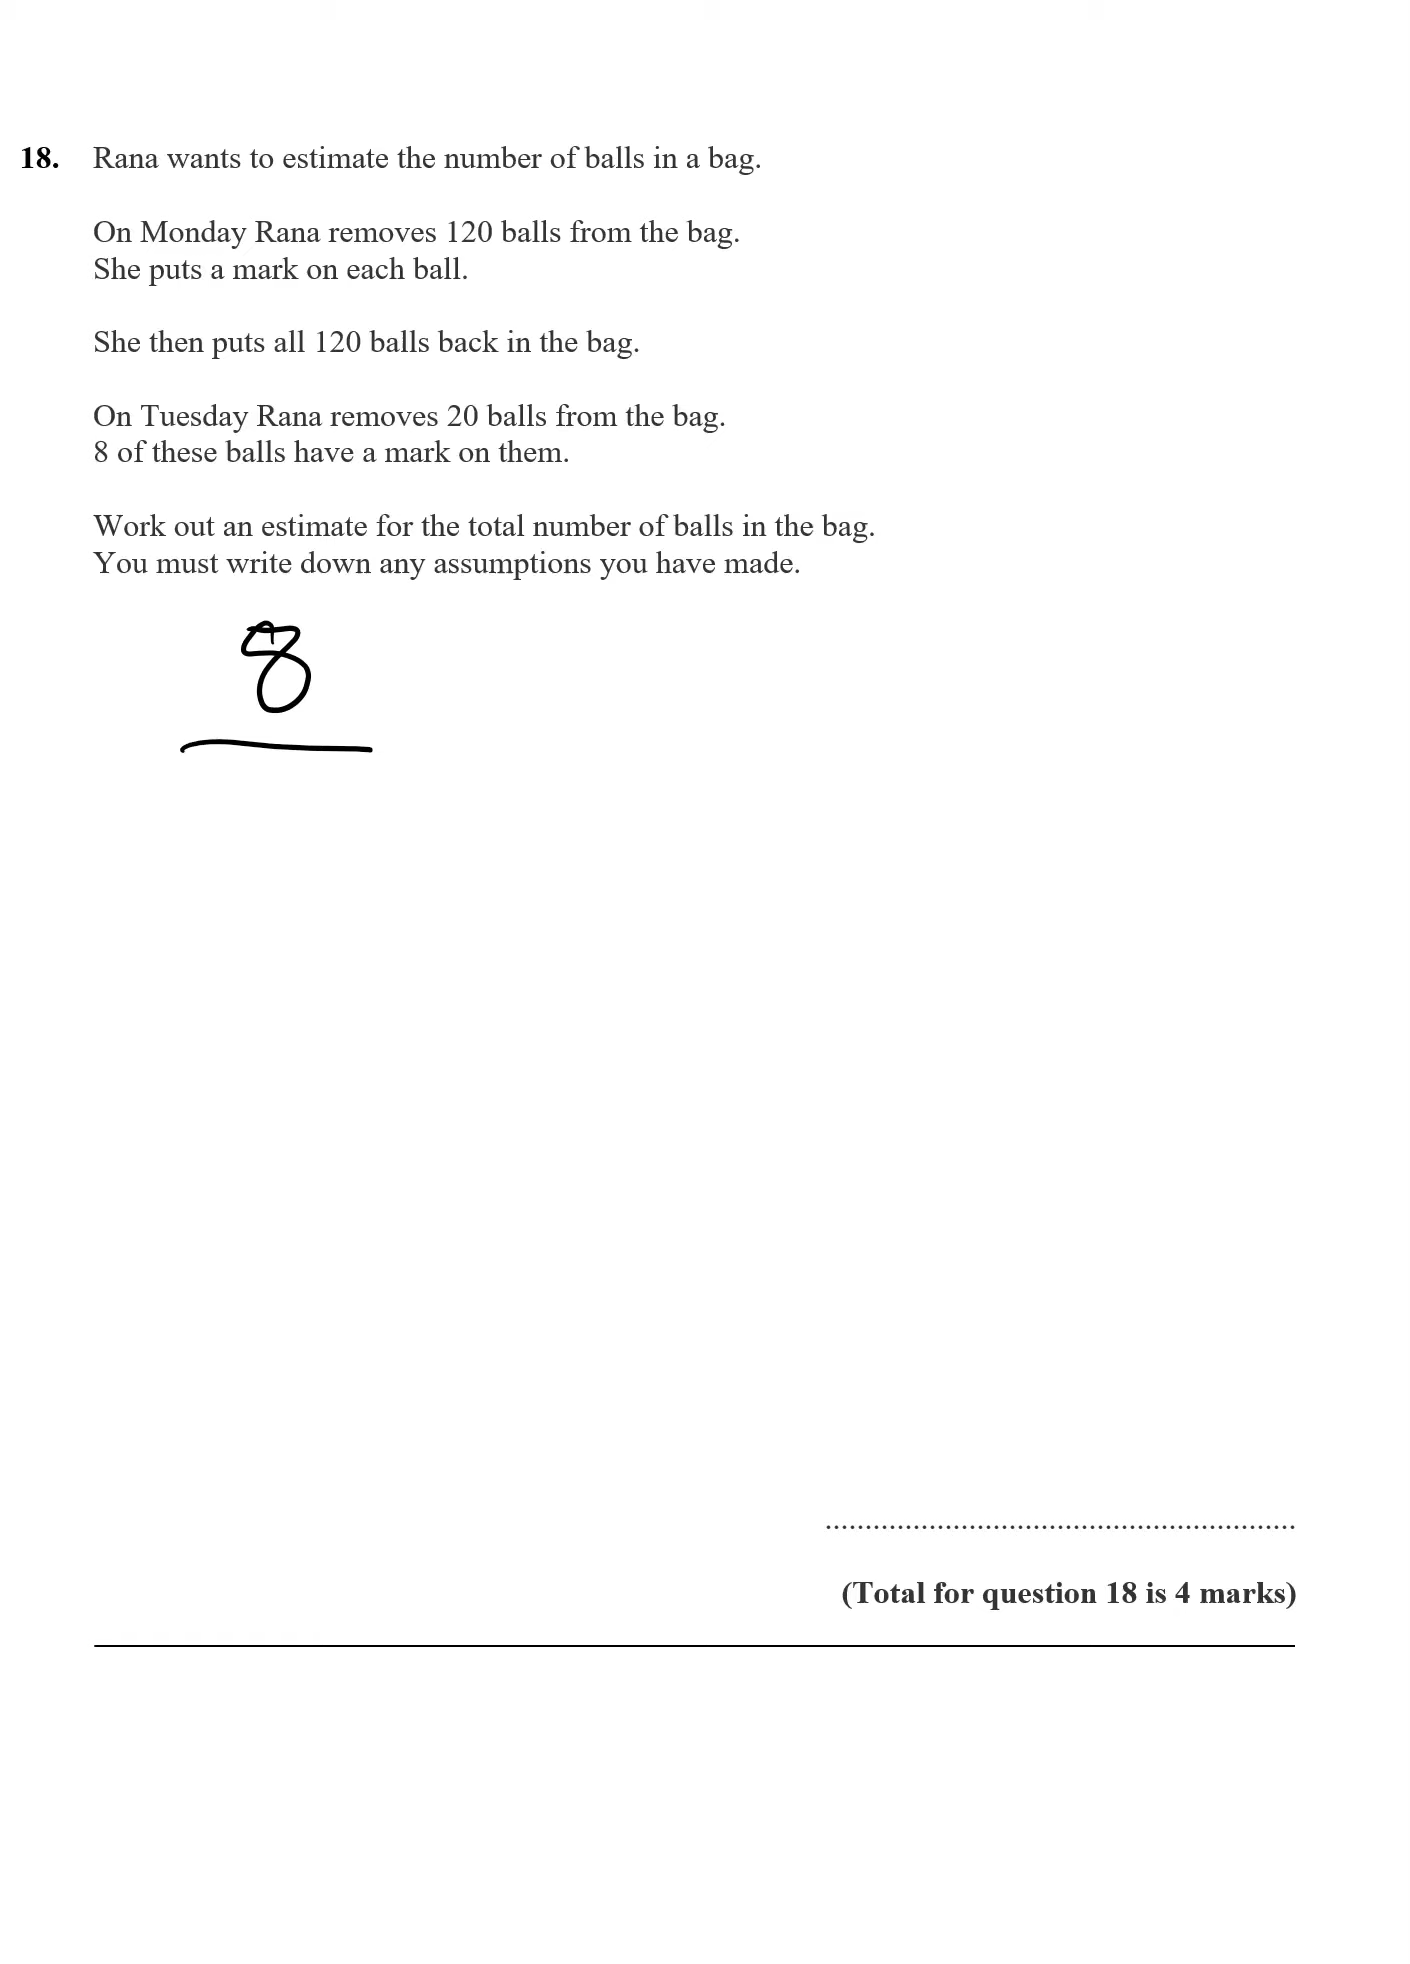 18. Rana wants to estimate the number of balls in a bag.
On Monday Rana removes 120 balls from the bag.
She puts a mark on each ball.
She then puts all 120 balls back in the bag.
On Tuesday Rana removes 20 balls from the bag.
8 of these balls have a mark on them.
Work out an estimate for the total number of balls in the bag.
You must write down any assumptions you have made.
8
(Total for question 18 is 4 marks)